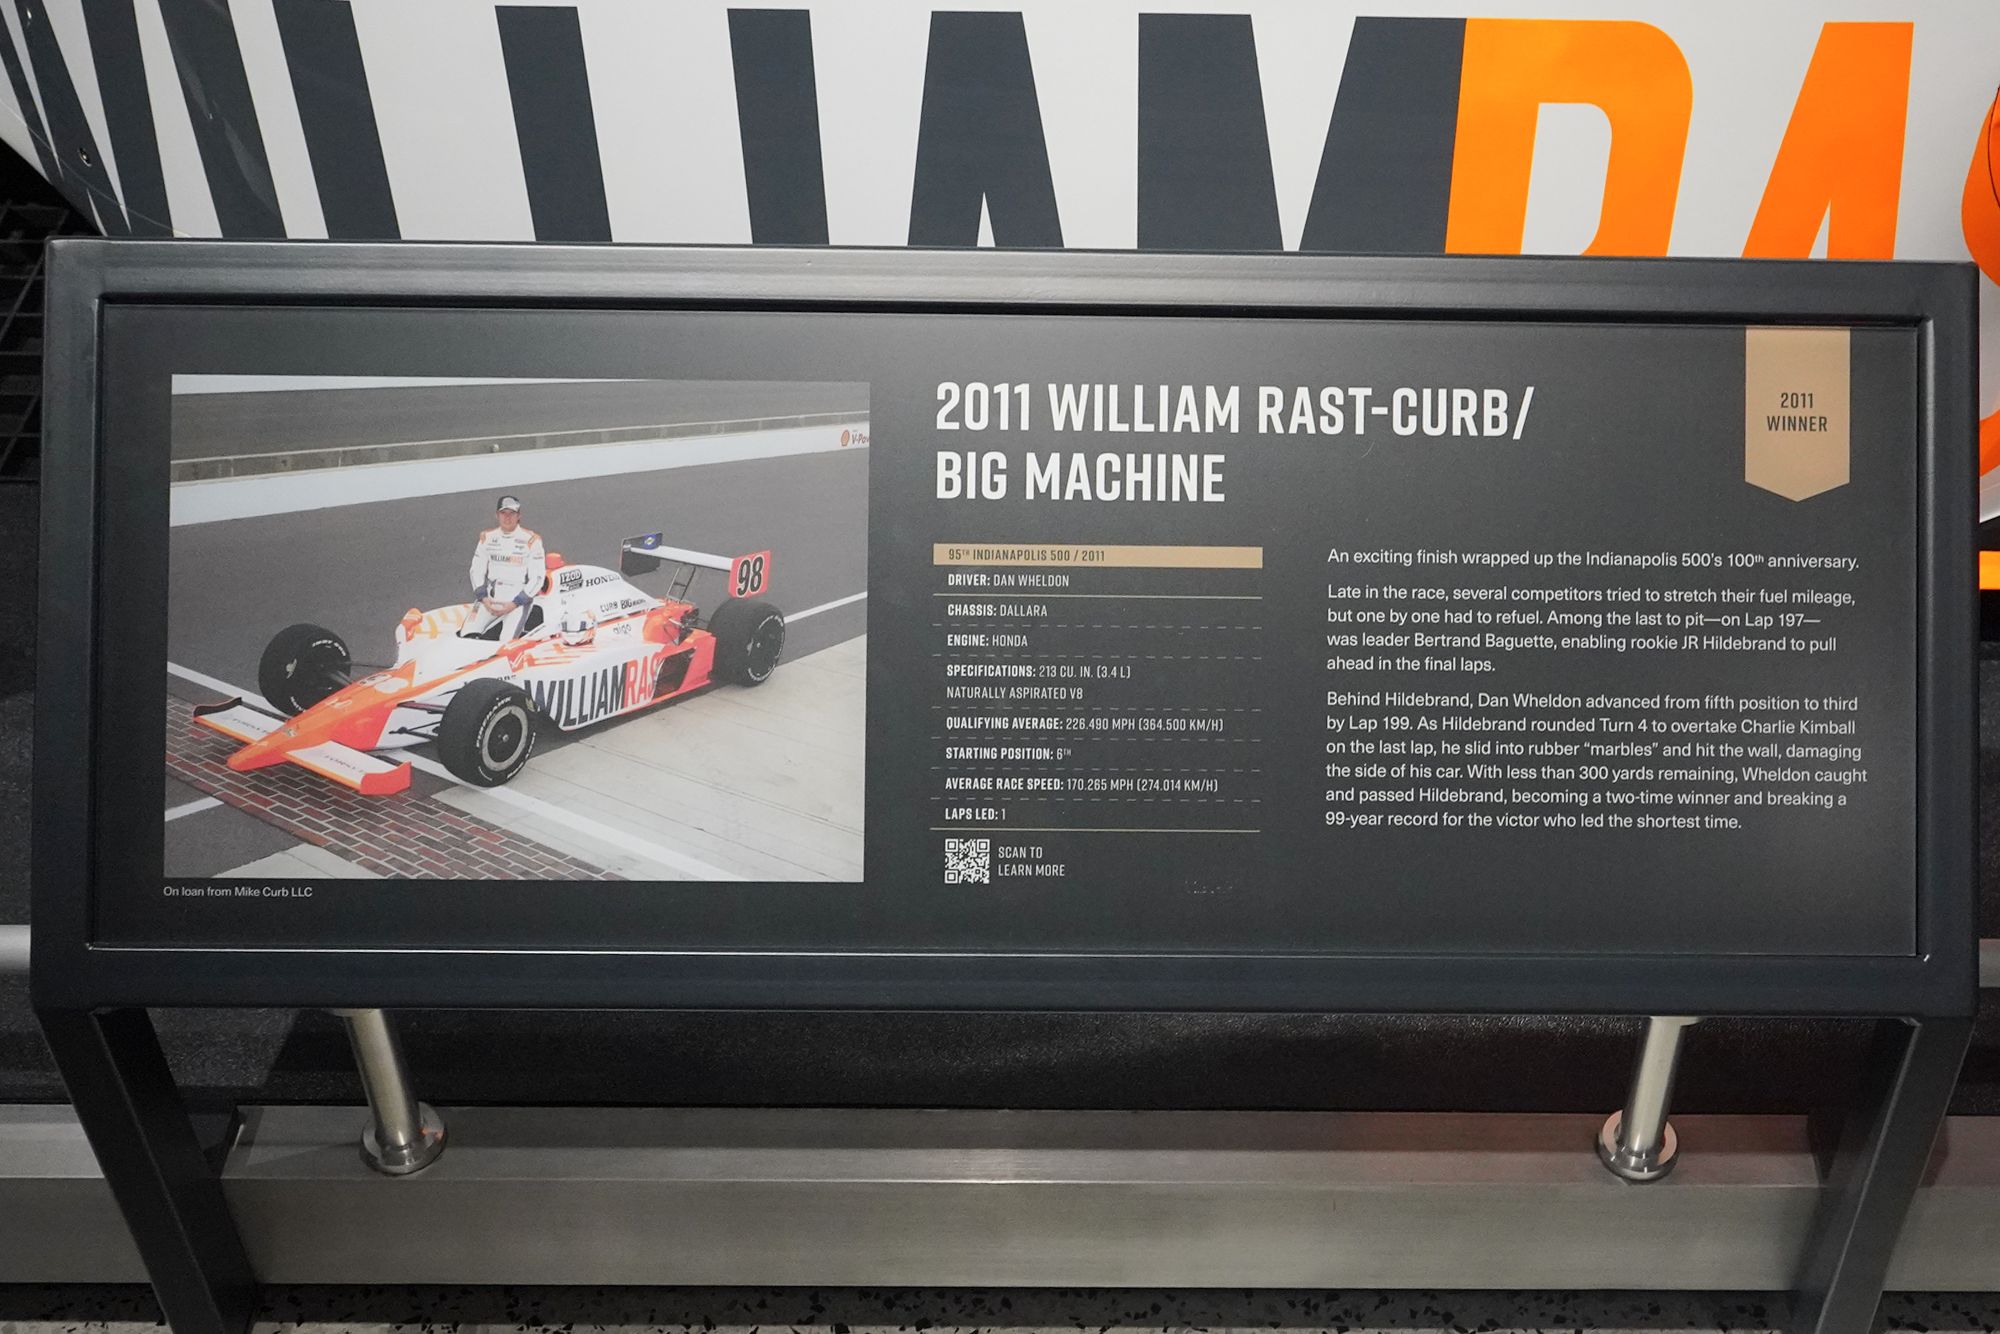 WILLIAMRAS
2011 WILLIAM RAST-CURB/
BIG MACHINE
2011
WINNER
95TH INDIANAPOLIS 500 / 2011
DRIVER: DAN WHELDON
CHASSIS: DALLARA
ENGINE: HONDA
SPECIFICATIONS: 213 CU. IN. (3.4 L)
NATURALLY ASPIRATED V8
QUALIFYING AVERAGE: 226.490 MPH (364.500 KM/H)
STARTING POSITION: 6TH
AVERAGE RACE SPEED: 170.265 MPH (274.014 KM/H)
LAPS LED: 1
SCAN TO
LEARN MORE
An exciting finish wrapped up the Indianapolis 500's 100th anniversary.
Late in the race, several competitors tried to stretch their fuel mileage,
but one by one had to refuel. Among the last to pit—on Lap 197—
was leader Bertrand Baguette, enabling rookie JR Hildebrand to pull
ahead in the final laps.
Behind Hildebrand, Dan Wheldon advanced from fifth position to third
by Lap 199. As Hildebrand rounded Turn 4 to overtake Charlie Kimball
on the last lap, he slid into rubber “marbles” and hit the wall, damaging
the side of his car. With less than 300 yards remaining, Wheldon caught
and passed Hildebrand, becoming a two-time winner and breaking a
99-year record for the victor who led the shortest time.
V-Pow
98
IZOD
HONDA
WILLIAMRAST
CURB BIG MACHINE
aigo
WILLIAMRAS
FIRESTONE
On loan from Mike Curb LLC